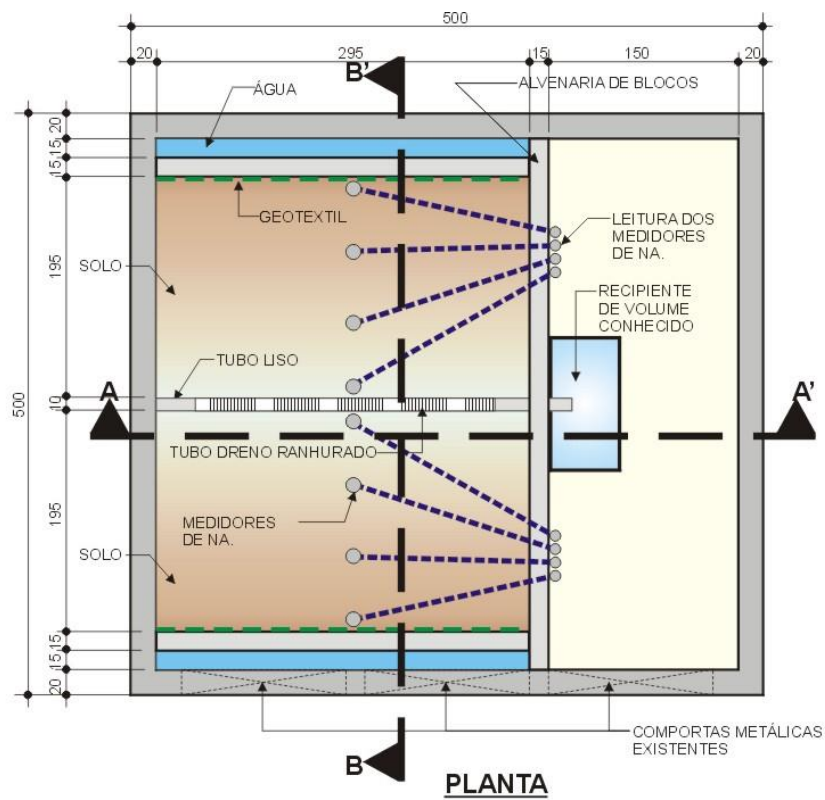 500
20
295
15
150
20
B'
ÁGUA
ALVENARIA DE BLOCOS
20
15
15
GEOTEXTIL
LEITURA DOS
MEDIDORES
DE NA.
195
SOLO
RECIPIENTE
DE VOLUME
CONHECIDO
TUBO LISO
500
10
A
A'
TUBO DRENO RANHURADO
195
MEDIDORES
DE NA.
SOLO
15
15
20
COMPORTAS METÁLICAS
EXISTENTES
B
PLANTA